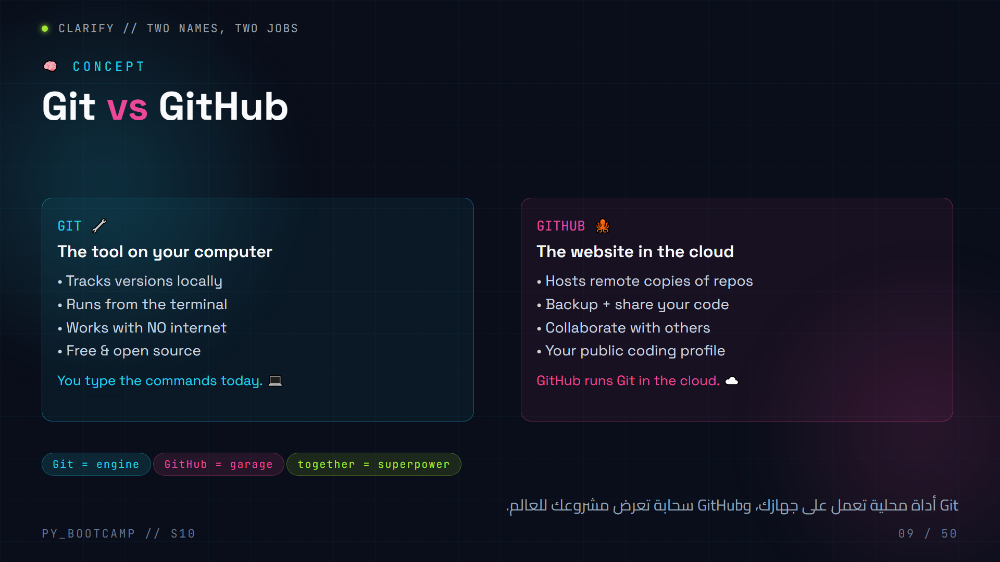 CLARIFY // TWO NAMES, TWO JOBS
🧠 CONCEPT
Git vs GitHub
GIT 🔧
The tool on your computer
• Tracks versions locally
• Runs from the terminal
• Works with NO internet
• Free & open source
You type the commands today. 💻
GITHUB 🐙
The website in the cloud
• Hosts remote copies of repos
• Backup + share your code
• Collaborate with others
• Your public coding profile
GitHub runs Git in the cloud. ☁️
Git = engine
GitHub = garage
together = superpower
Git أداة محلية تعمل على جهازك، وGitHub سحابة تعرض مشروعك للعالم.
PY_BOOTCAMP // S10
09 / 50